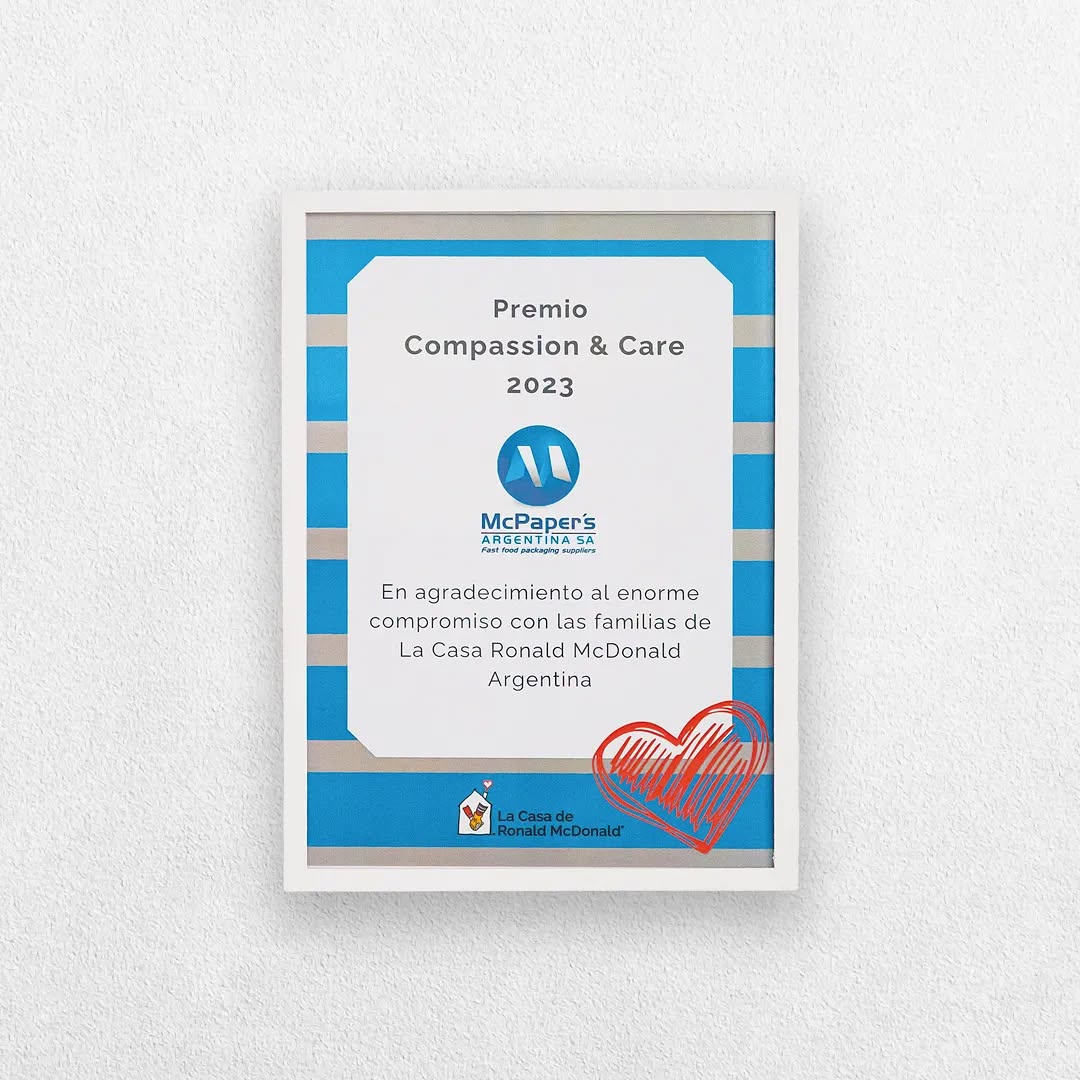 Premio
Compassion & Care
2023
McPaper's
ARGENTINA SA
Fast food packaging suppliers
En agradecimiento al enorme
compromiso con las familias de
La Casa Ronald McDonald
Argentina
La Casa de
Ronald McDonald®